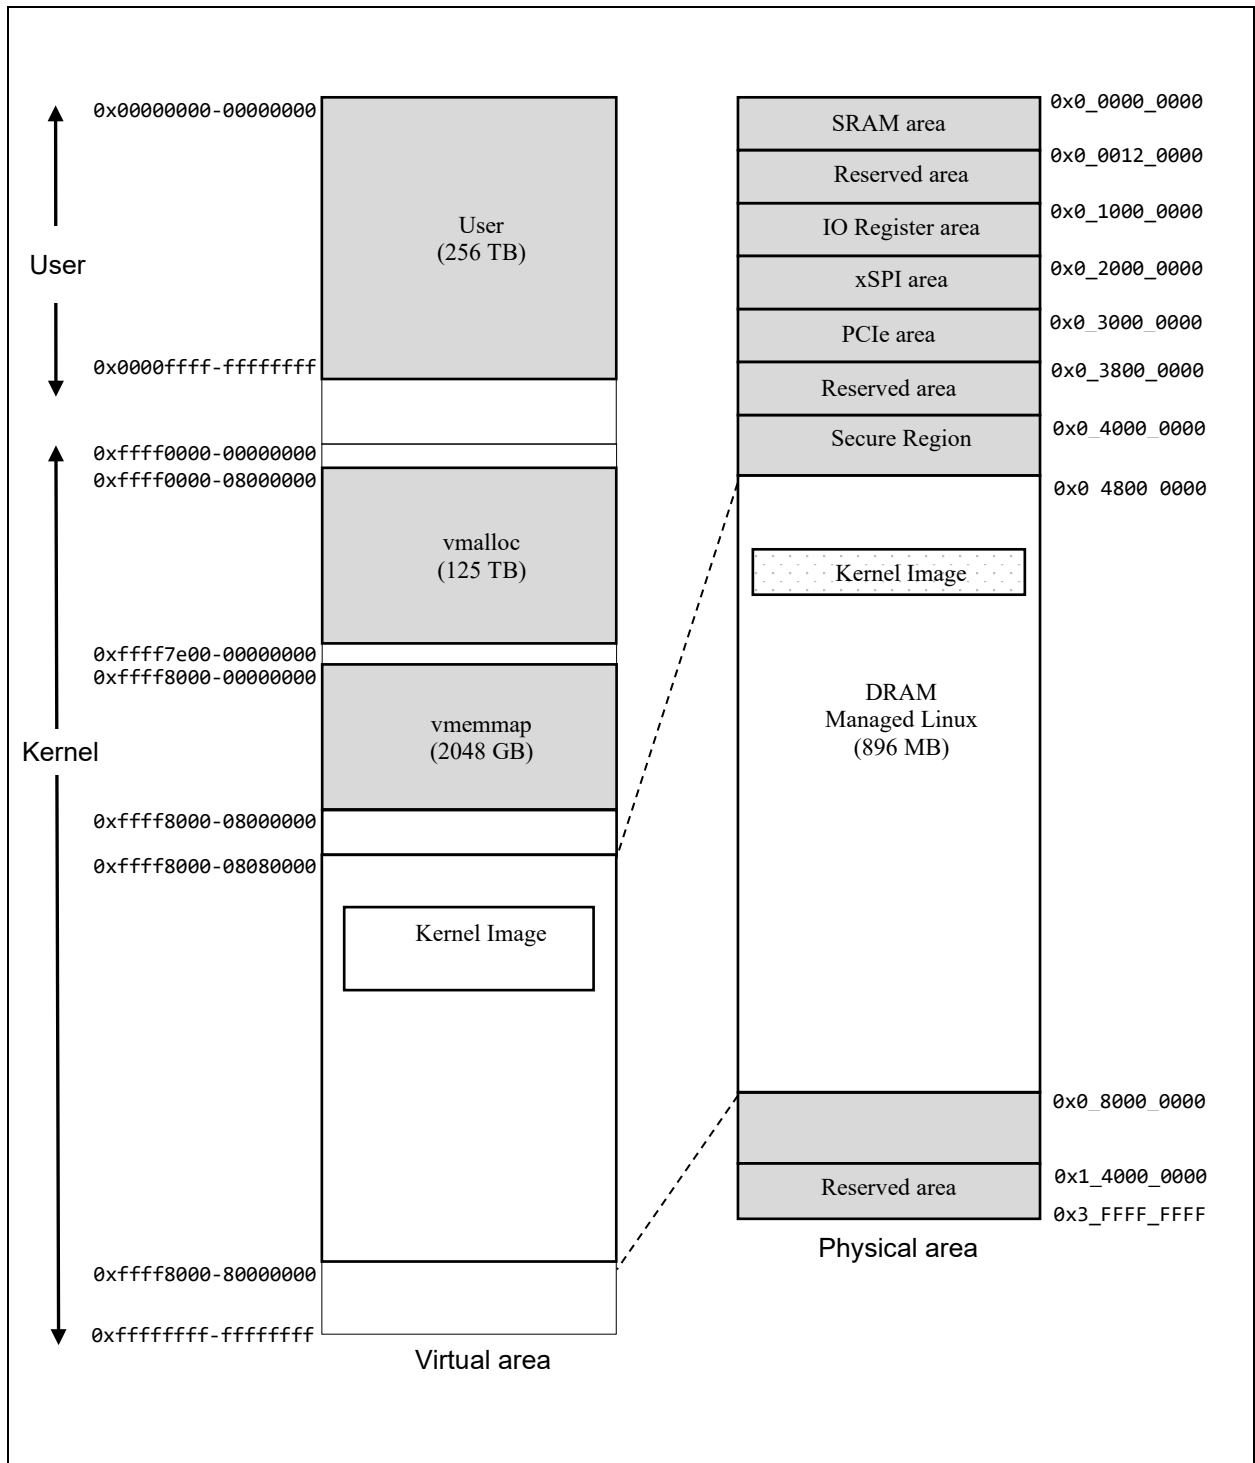 User
Kernel
0x00000000-00000000
0x0000ffff-ffffffff
0xffff0000-00000000
0xffff0000-08000000
0xffff7e00-00000000
0xffff8000-00000000
0xffff8000-08000000
0xffff8000-08080000
0xffff8000-80000000
0xffffffff-ffffffff
User
(256 TB)
vmalloc
(125 TB)
vmemmap
(2048 GB)
Kernel Image
Virtual area
SRAM area
Reserved area
IO Register area
xSPI area
PCIe area
Reserved area
Secure Region
Kernel Image
DRAM
Managed Linux
(896 MB)
Reserved area
Physical area
0x0_0000_0000
0x0_0012_0000
0x0_1000_0000
0x0_2000_0000
0x0_3000_0000
0x0_3800_0000
0x0_4000_0000
0x0 4800 0000
0x0_8000_0000
0x1_4000_0000
0x3_FFFF_FFFF